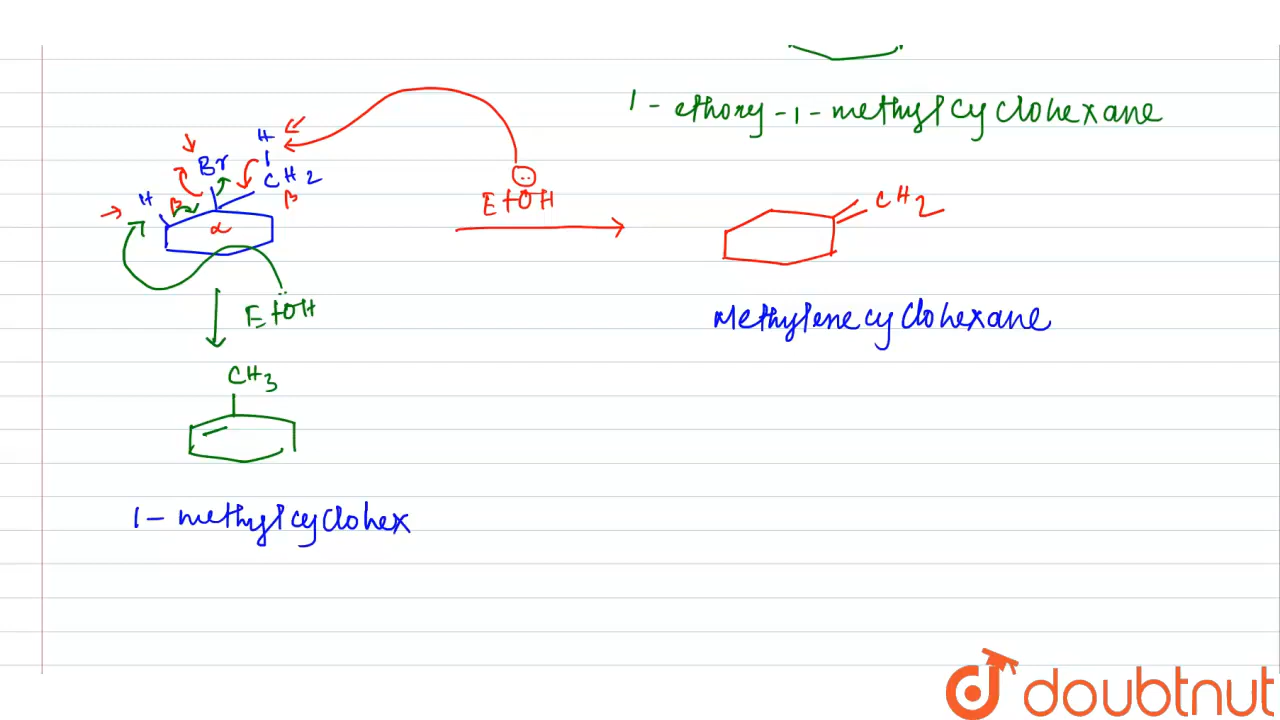 1 - ethoxy - 1 - methylcyclohexane
H
Br
CH2
H
β
β
α
EtOH
CH2
EtOH
Methylenecyclohexane
CH3
1 - methylcyclohex
doubtnut